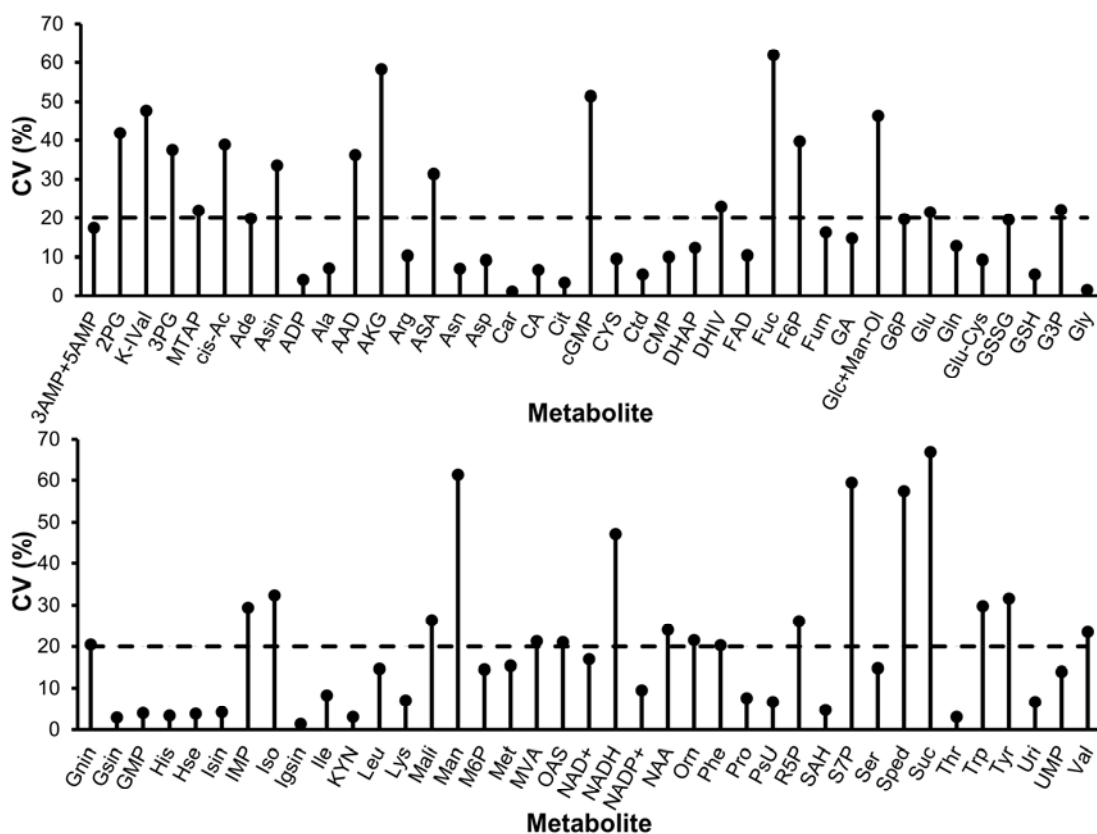 70
60
50
40
30
20
10
0
CV (%)
3AMP+5AMP
2PG
K-IVal
3PG
MTAP
cis-Ac
Ade
Asin
ADP
Ala
AAD
AKG
Arg
ASA
Asn
Asp
Car
CA
Cit
cGMP
CYS
Ctd
CMP
DHAP
DHIV
FAD
Fuc
F6P
Fum
GA
Glc+Man-Ol
G6P
Glu
Gln
Glu-Cys
GSSG
GSH
G3P
Gly
Metabolite
70
60
50
40
30
20
10
0
CV (%)
Gnin
Gsin
GMP
His
Hse
Isin
IMP
Iso
Igsin
Ile
KYN
Leu
Lys
Mali
Man
M6P
Met
MVA
OAS
NAD+
NADH
NADP+
NAA
Orn
Phe
Pro
PsU
R5P
SAH
S7P
Ser
Sped
Suc
Thr
Trp
Tyr
Uri
UMP
Val
Metabolite